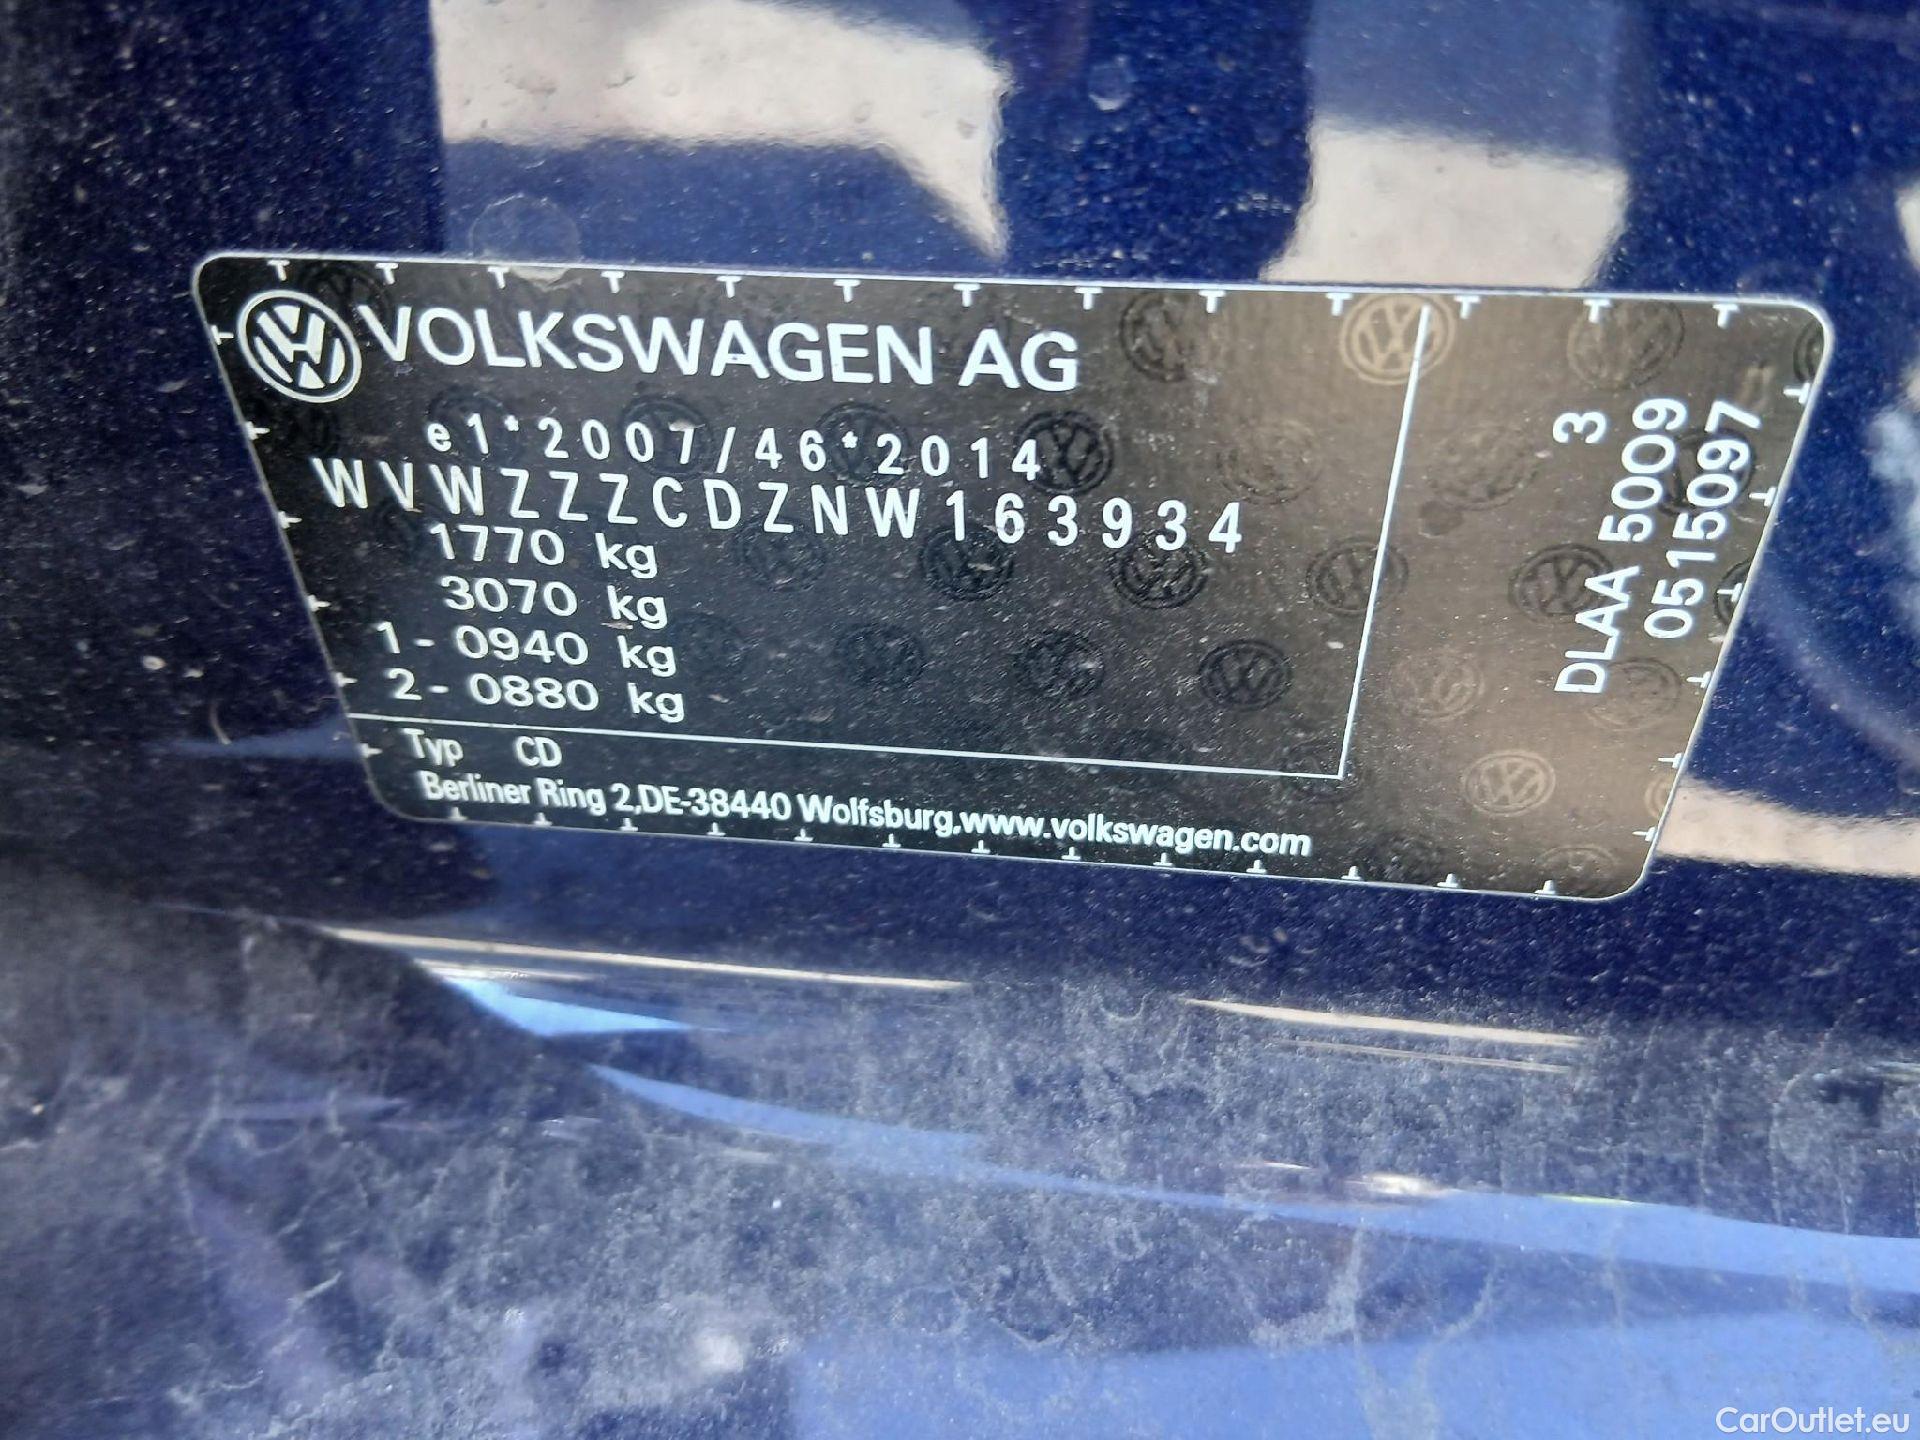 VOLKSWAGEN AG
e1*2007/46*2014
WVWZZZCDZNW163934
1770 kg
3070 kg
1- 0940 kg
2- 0880 kg
Typ CD
Berliner Ring 2,DE-38440 Wolfsburg,www.volkswagen.com
3
DLAA 5009
0515097
CarOutlet.eu